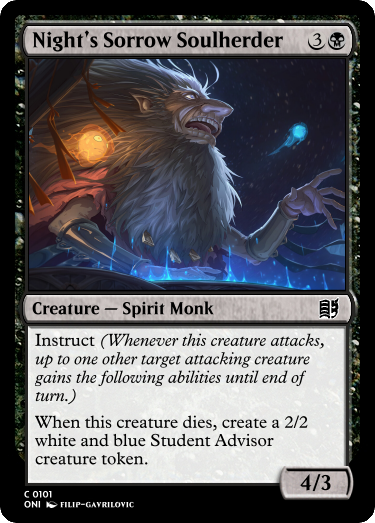 Night's Sorrow Soulherder 3
Creature — Spirit Monk
Instruct (Whenever this creature attacks,
up to one other target attacking creature
gains the following abilities until end of
turn.)
When this creature dies, create a 2/2
white and blue Student Advisor
creature token.
4/3
C 0101
ONI FILIP-GAVRILOVIC